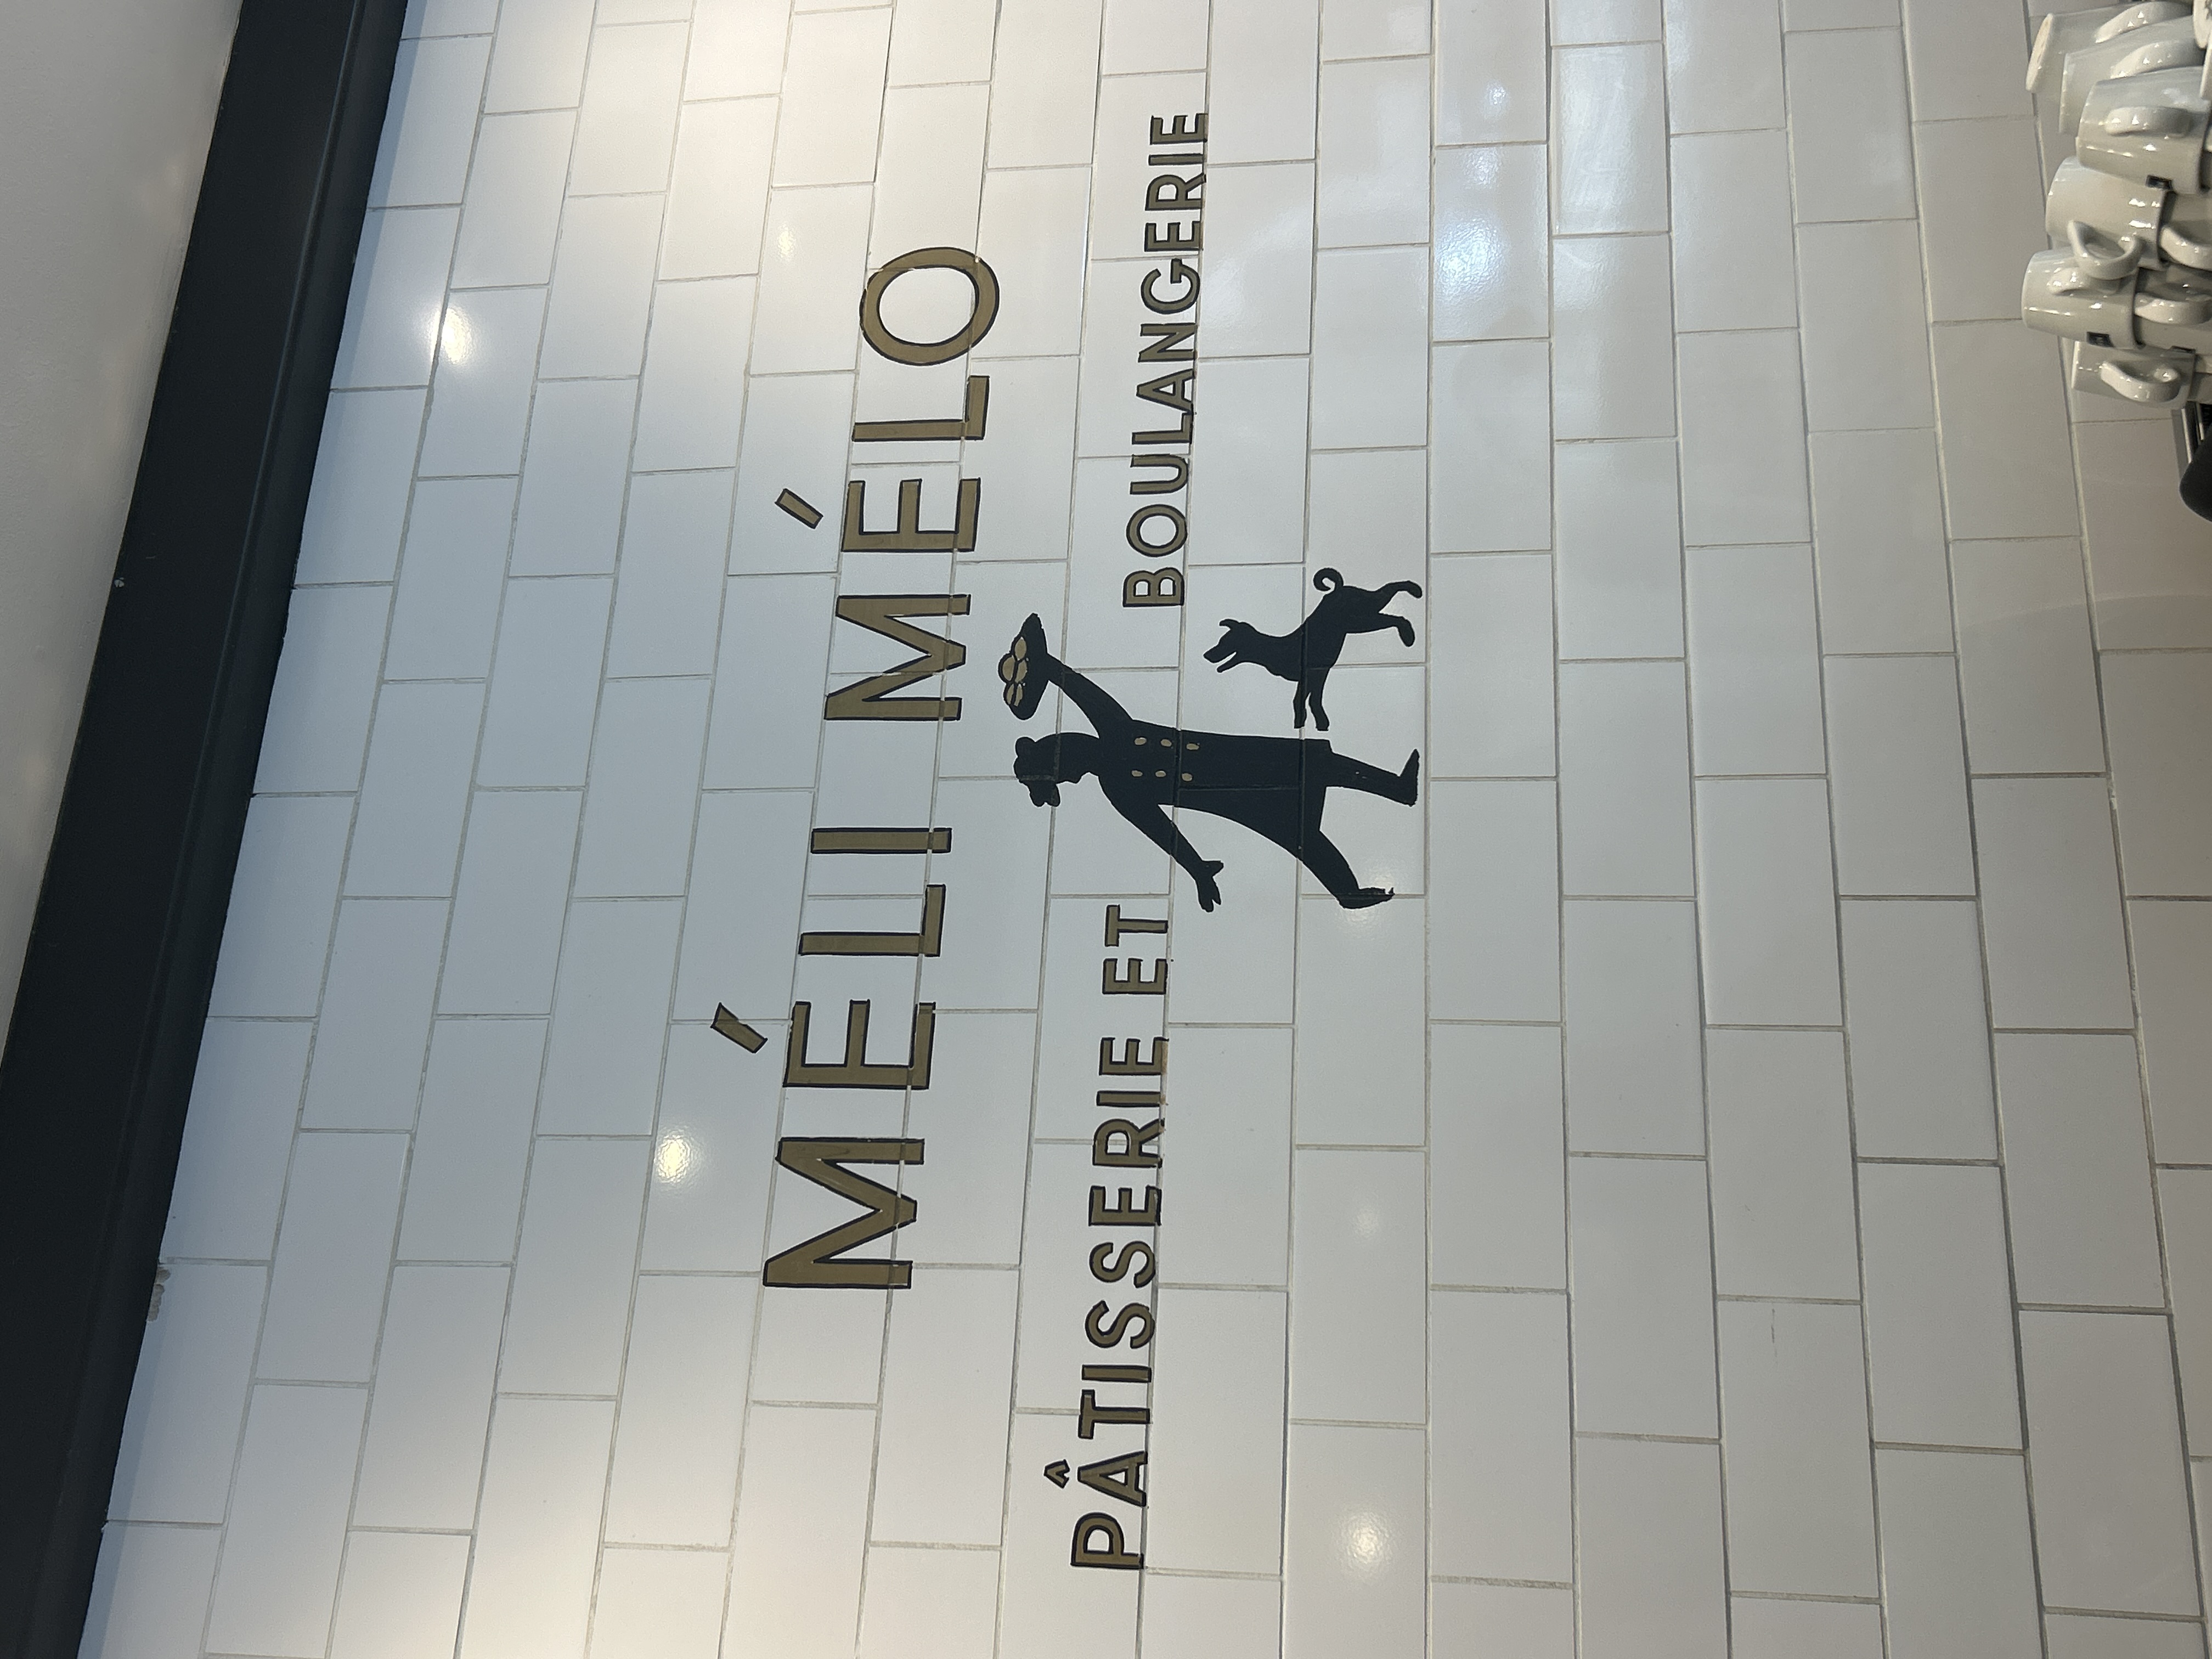 MÉLI MÉLO
PÂTISSERIE ET BOULANGERIE